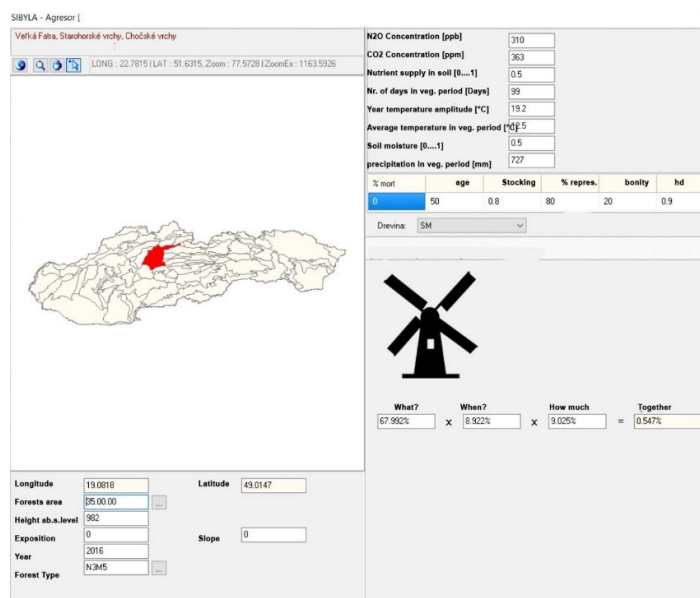 SIBYLA - Agresor [
Veľká Fatra, Starohorské vrchy, Chočské vrchy
LONG : 22.7815 | LAT : 51.6315, Zoom : 77.5728 | ZoomEx : 1163.5926
N2O Concentration [ppb] 310
CO2 Concentration [ppm] 363
Nutrient supply in soil [0....1] 0.5
Nr. of days in veg. period [Days] 99
Year temperature amplitude [°C] 19.2
Average temperature in veg. period [°C] 12.5
Soil moisture [0....1] 0.5
precipitation in veg. period [mm] 727
% mort age Stocking % repres. bonlty hd
0 50 0.8 80 20 0.9
Drevina: SM
What? When? How much Together
67.992% x 8.922% x 9.025% = 0.547%
Longitude 19.0818 Latitude 49.0147
Forests area 35.00.00 ...
Height ab.s.level 982
Exposition 0 Slope 0
Year 2016
Forest Type N3M5 ...